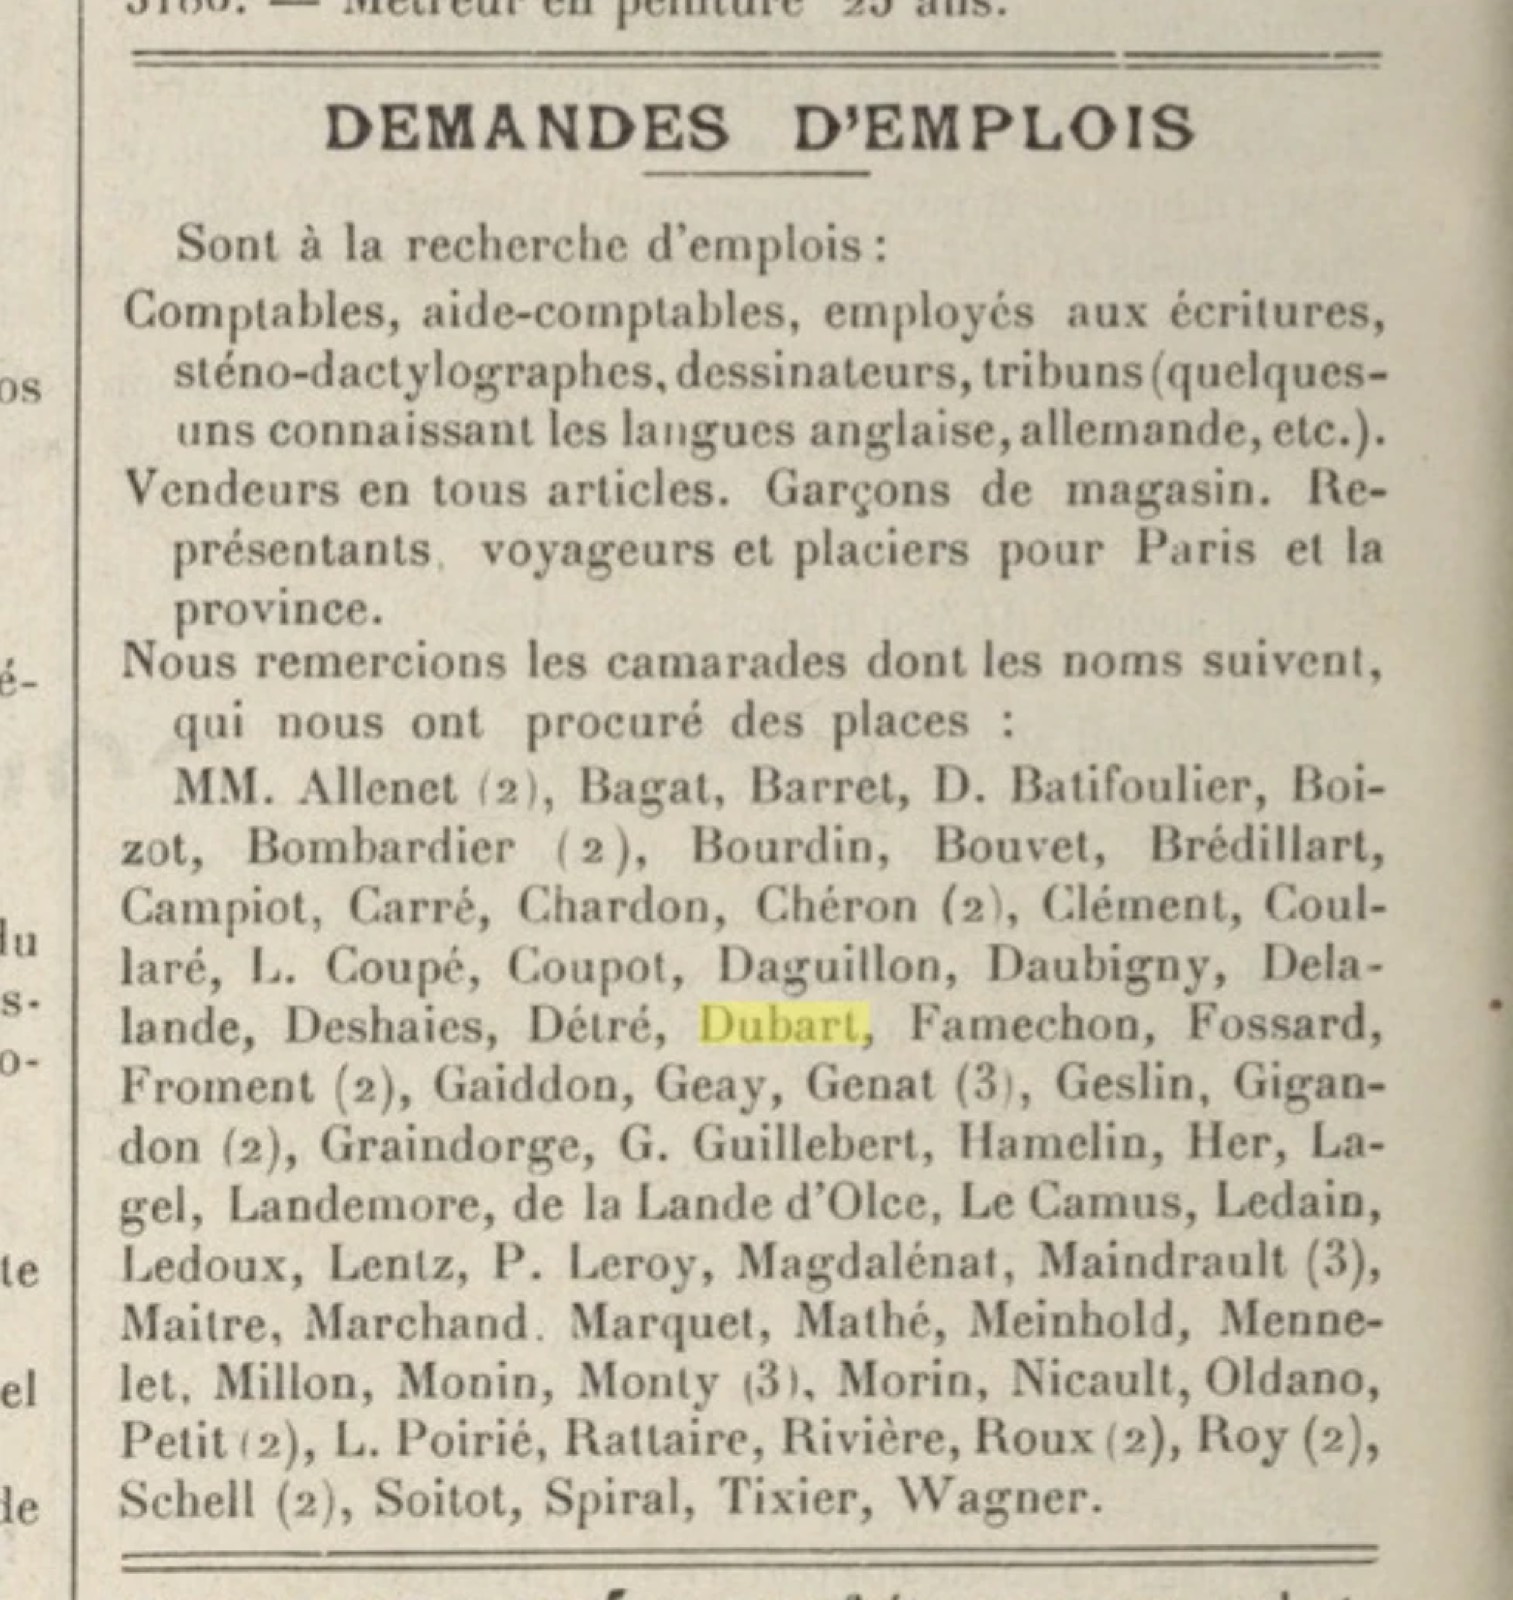 DEMANDES D'EMPLOIS
Sont à la recherche d'emplois :
Comptables, aide-comptables, employés aux écritures,
sténo-dactylographes, dessinateurs, tribuns (quelques-
uns connaissant les langues anglaise, allemande, etc.).
Vendeurs en tous articles. Garçons de magasin. Re-
présentants, voyageurs et placiers pour Paris et la
province.
Nous remercions les camarades dont les noms suivent,
qui nous ont procuré des places :
MM. Allenet (2), Bagat, Barret, D. Batifoulier, Boi-
zot, Bombardier (2), Bourdin, Bouvet, Brédillart,
Campiot, Carré, Chardon, Chéron (2), Clément, Coul-
laré, L. Coupé, Coupot, Daguillon, Daubigny, Dela-
lande, Deshaies, Détré, Dubart, Famechon, Fossard,
Froment (2), Gaiddon, Geay, Genat (3), Geslin, Gigan-
don (2), Graindorge, G. Guillebert, Hamelin, Her, La-
gel, Landemore, de la Lande d'Olce, Le Camus, Ledain,
Ledoux, Lentz, P. Leroy, Magdalénat, Maindrault (3),
Maitre, Marchand. Marquet, Mathé, Meinhold, Menne-
let, Millon, Monin, Monty (3), Morin, Nicault, Oldano,
Petit (2), L. Poirié, Rattaire, Rivière, Roux (2), Roy (2),
Schell (2), Soitot, Spiral, Tixier, Wagner.